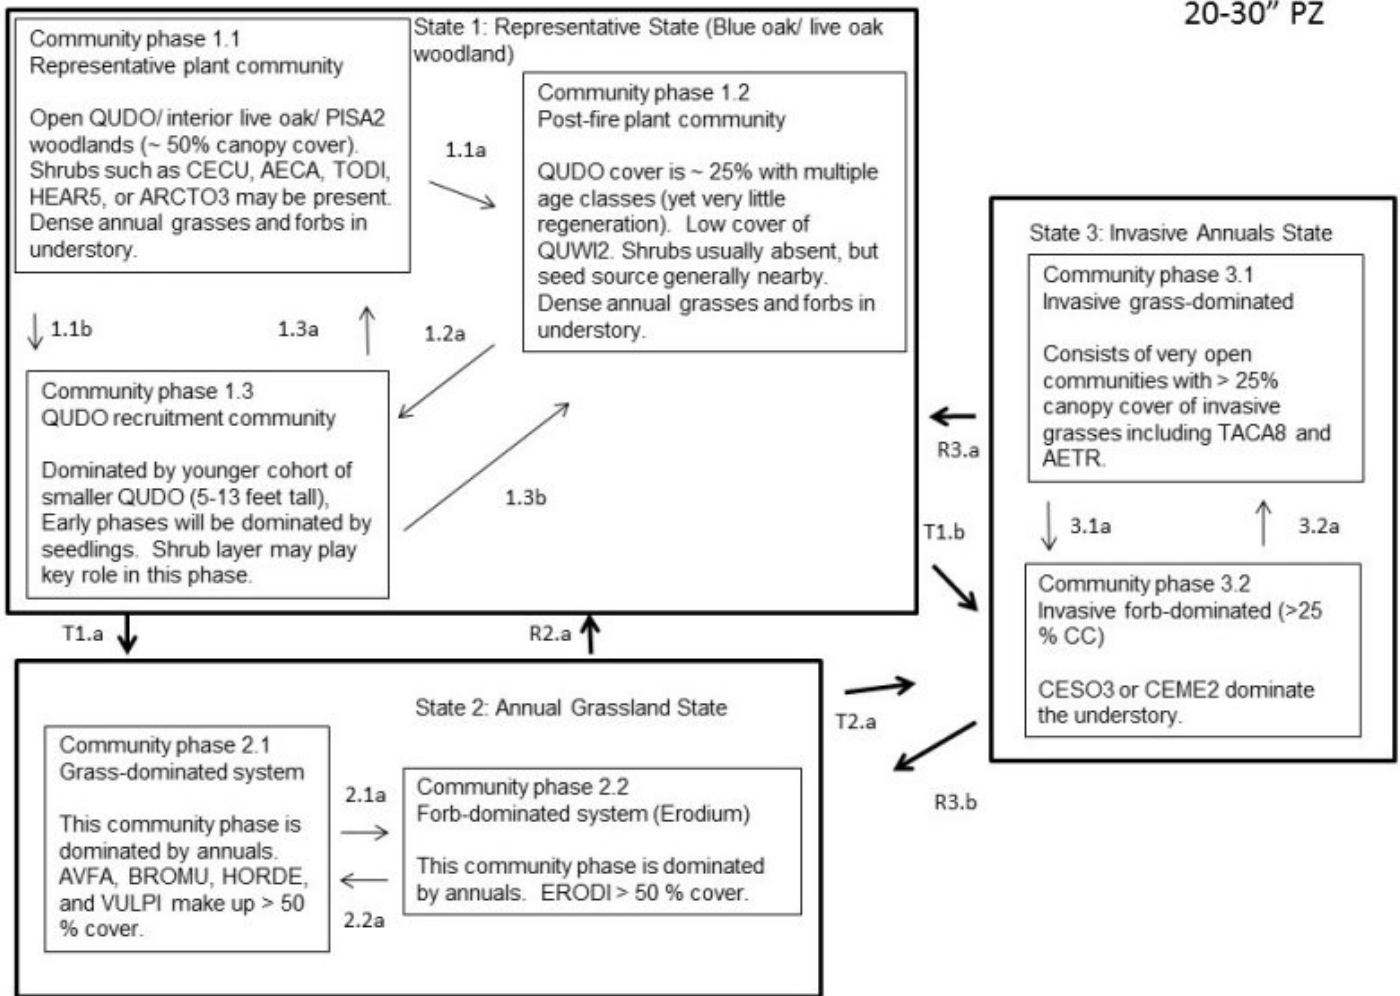 20-30” PZ
State 1: Representative State (Blue oak/ live oak
woodland)
Community phase 1.1
Representative plant community
Open QUDO/ interior live oak/ PISA2
woodlands (~ 50% canopy cover).
Shrubs such as CECU, AECA, TODI,
HEAR5, or ARCTO3 may be present.
Dense annual grasses and forbs in
understory.
1.1a
Community phase 1.2
Post-fire plant community
QUDO cover is ~ 25% with multiple
age classes (yet very little
regeneration). Low cover of
QUWI2. Shrubs usually absent, but
seed source generally nearby.
Dense annual grasses and forbs in
understory.
1.1b
1.3a
1.2a
Community phase 1.3
QUDO recruitment community
Dominated by younger cohort of
smaller QUDO (5-13 feet tall),
Early phases will be dominated by
seedlings. Shrub layer may play
key role in this phase.
1.3b
State 3: Invasive Annuals State
Community phase 3.1
Invasive grass-dominated
Consists of very open
communities with > 25%
canopy cover of invasive
grasses including TACA8 and
AETR.
R3.a
T1.b
3.1a
3.2a
Community phase 3.2
Invasive forb-dominated (>25
% CC)
CESO3 or CEME2 dominate
the understory.
T1.a
R2.a
State 2: Annual Grassland State
T2.a
R3.b
Community phase 2.1
Grass-dominated system
This community phase is
dominated by annuals.
AVFA, BROMU, HORDE,
and VULPI make up > 50
% cover.
2.1a
2.2a
Community phase 2.2
Forb-dominated system (Erodium)
This community phase is dominated
by annuals. ERODI > 50 % cover.